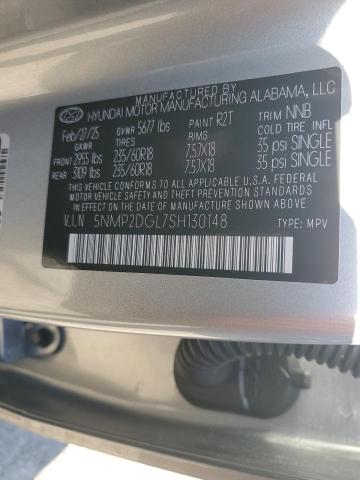 MANUFACTURED BY
HYUNDAI MOTOR MANUFACTURING ALABAMA, LLC
Feb/27/25 GVWR 5677 lbs PAINT R2T TRIM NNB
GAWR TIRES RIMS COLD TIRE INF.
FRONT 2955 lbs 235/60R18 7.5JX18 35 psi SINGLE
REAR 3109 lbs 235/60R18 7.5JX18 35 psi SINGLE
THIS VEHICLE CONFORMS TO ALL APPLICABLE U.S. FEDERAL
MOTOR VEHICLE SAFETY AND THEFT PREVENTION STANDARDS
IN EFFECT ON THE DATE OF MANUFACTURE SHOWN ABOVE.
V.I.N 5NMP2DGL7SH130148 TYPE: MPV